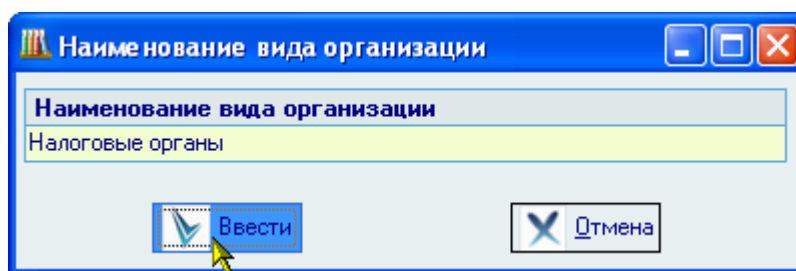 Наименование вида организации
Наименование вида организации
Налоговые органы
Ввести
Отмена